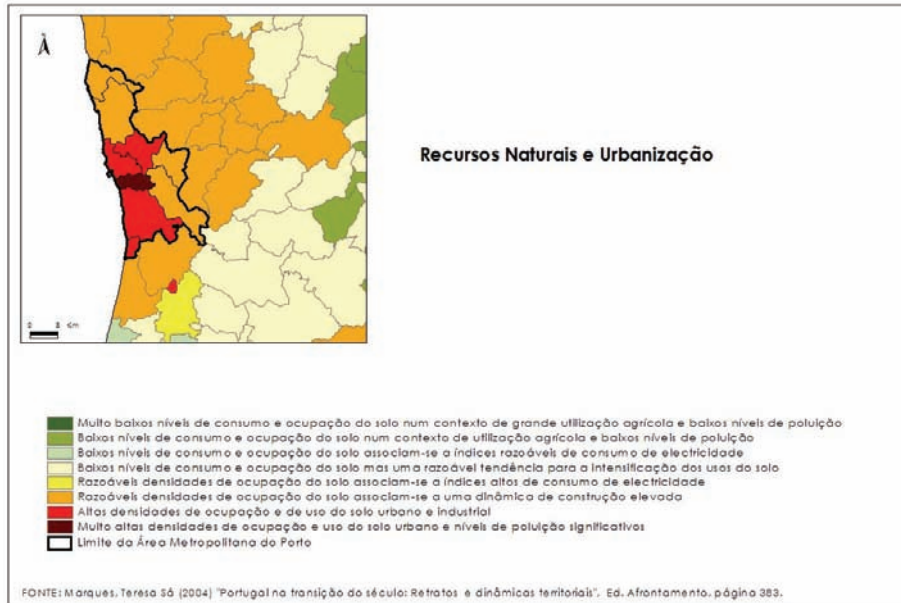 Recursos Naturais e Urbanização
0 8 Km
Muito baixos níveis de consumo e ocupação do solo num contexto de grande utilização agrícola e baixos níveis de poluição
Baixos níveis de consumo e ocupação do solo num contexto de utilização agrícola e baixos níveis de poluição
Baixos níveis de consumo e ocupação do solo associam-se a índices razoáveis de consumo de electricidade
Baixos níveis de consumo e ocupação do solo mas uma razoável tendência para a intensificação dos usos do solo
Razoáveis densidades de ocupação do solo associam-se a índices altos de consumo de electricidade
Razoáveis densidades de ocupação do solo associam-se a uma dinâmica de construção elevada
Altas densidades de ocupação e de uso do solo urbano e industrial
Muito altas densidades de ocupação e uso do solo urbano e níveis de poluição significativos
Limite da Área Metropolitana do Porto
FONTE: Marques, Teresa Sá (2004) "Portugal na transição do século: Retratos e dinâmicas territoriais". Ed. Afrontamento. página 383.